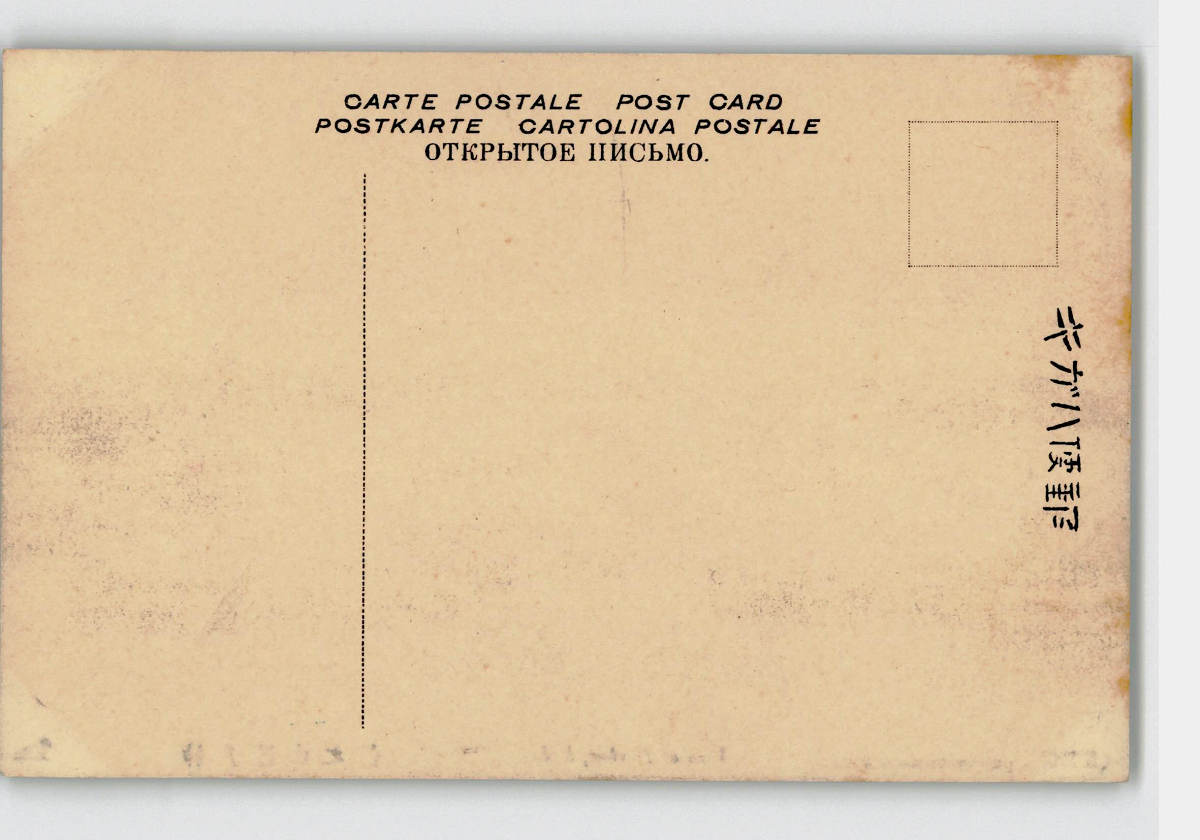 CARTE POSTALE POST CARD
POSTKARTE CARTOLINA POSTALE
ОТКРЫТОЕ ПИСЬМО.
郵便ハガキ